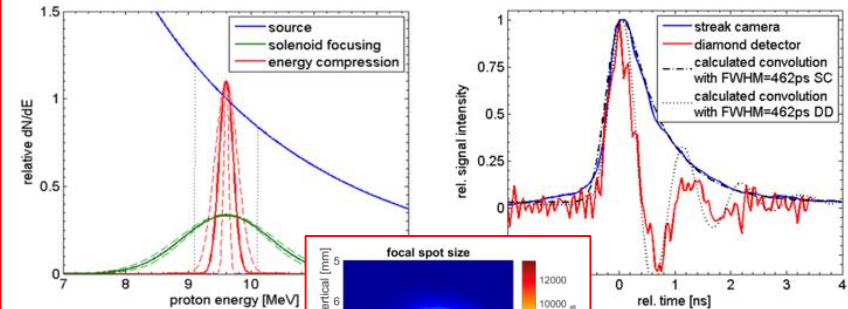 1.5
1
0.5
0
relative dN/dE
source
solenoid focusing
energy compression
7
8
9
10
proton energy [MeV]
rel. signal intensity
1
0.75
0.5
0.25
0
streak camera
diamond detector
calculated convolution
with FWHM=462ps SC
calculated convolution
with FWHM=462ps DD
0
1
2
3
4
rel. time [ns]
focal spot size
[mm]
5
6
12000
10000